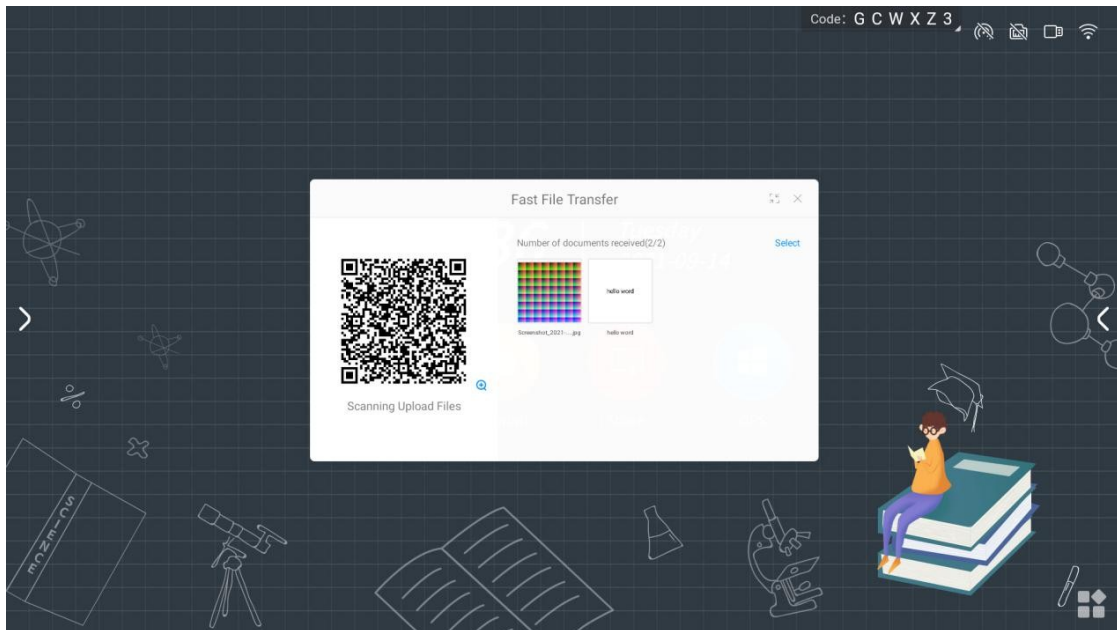 Code: G C W X Z 3
Fast File Transfer
Number of documents received(2/2)
Select
hello word
Screenshot_2021-...jpg
hello word
Scanning Upload Files
SCIENCE